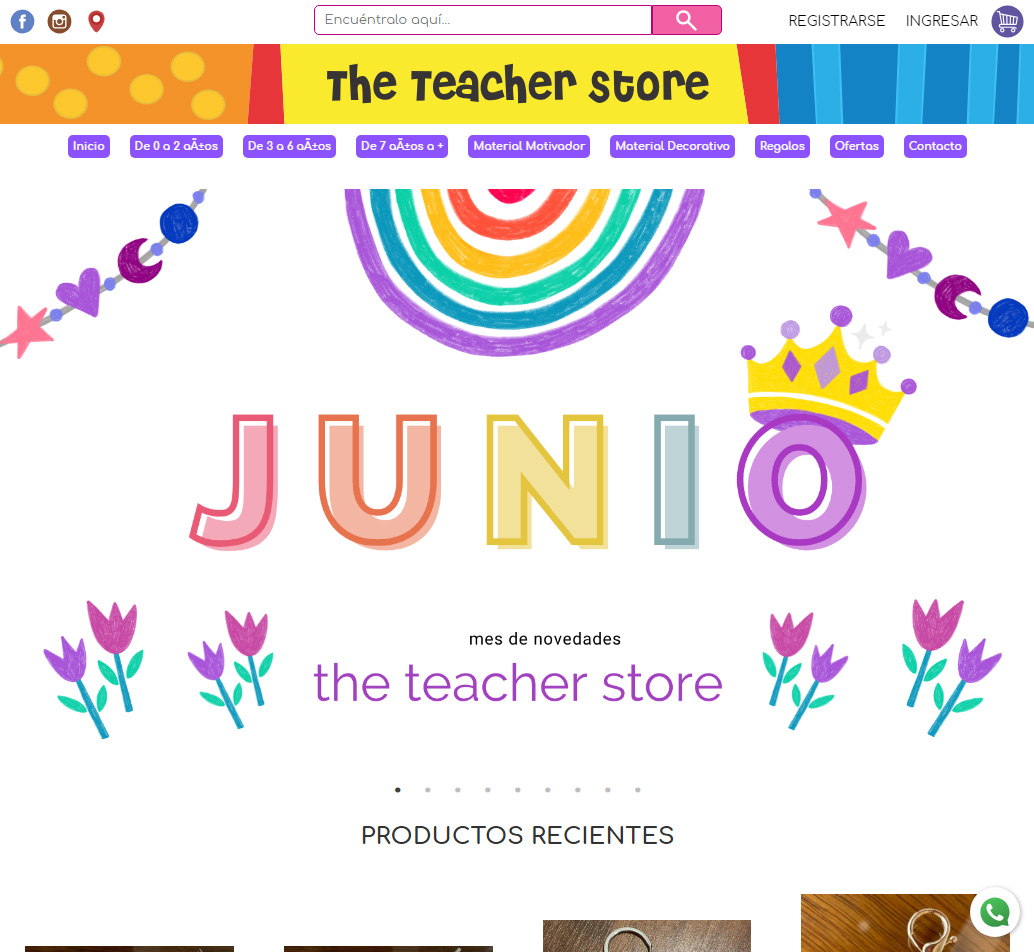 Encuéntralo aquí...
REGISTRARSE
INGRESAR
The Teacher Store
Inicio
De 0 a 2 aÃ±os
De 3 a 6 aÃ±os
De 7 aÃ±os a +
Material Motivador
Material Decorativo
Regalos
Ofertas
Contacto
JUNIO
mes de novedades
the teacher store
PRODUCTOS RECIENTES